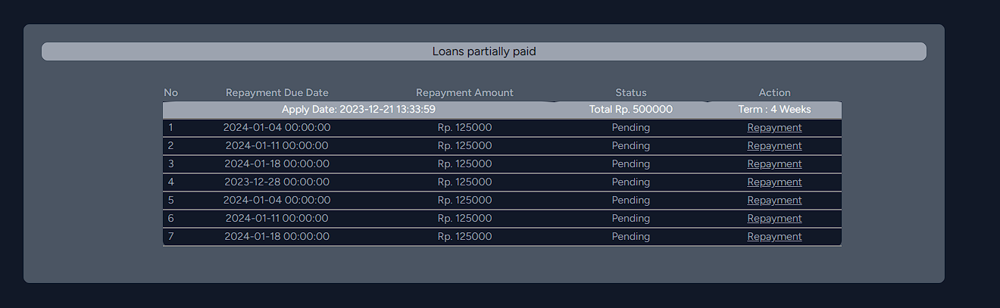 Loans partially paid
No Repayment Due Date Repayment Amount Status Action
Apply Date: 2023-12-21 13:33:59 Total Rp. 500000 Term : 4 Weeks
1 2024-01-04 00:00:00 Rp. 125000 Pending Repayment
2 2024-01-11 00:00:00 Rp. 125000 Pending Repayment
3 2024-01-18 00:00:00 Rp. 125000 Pending Repayment
4 2023-12-28 00:00:00 Rp. 125000 Pending Repayment
5 2024-01-04 00:00:00 Rp. 125000 Pending Repayment
6 2024-01-11 00:00:00 Rp. 125000 Pending Repayment
7 2024-01-18 00:00:00 Rp. 125000 Pending Repayment